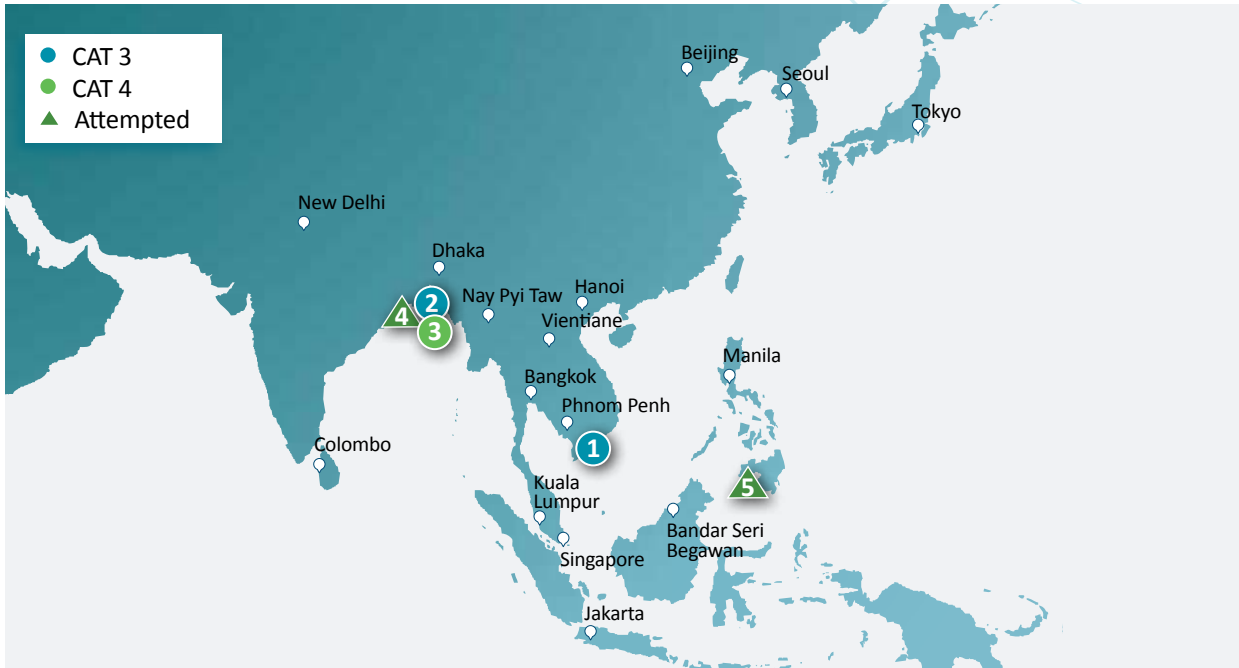 CAT 3
CAT 4
Attempted
Beijing
Seoul
Tokyo
New Delhi
Dhaka
Hanoi
Nay Pyi Taw
2
4
3
Vientiane
Manila
Bangkok
Phnom Penh
1
Colombo
5
Kuala
Lumpur
Bandar Seri
Begawan
Singapore
Jakarta